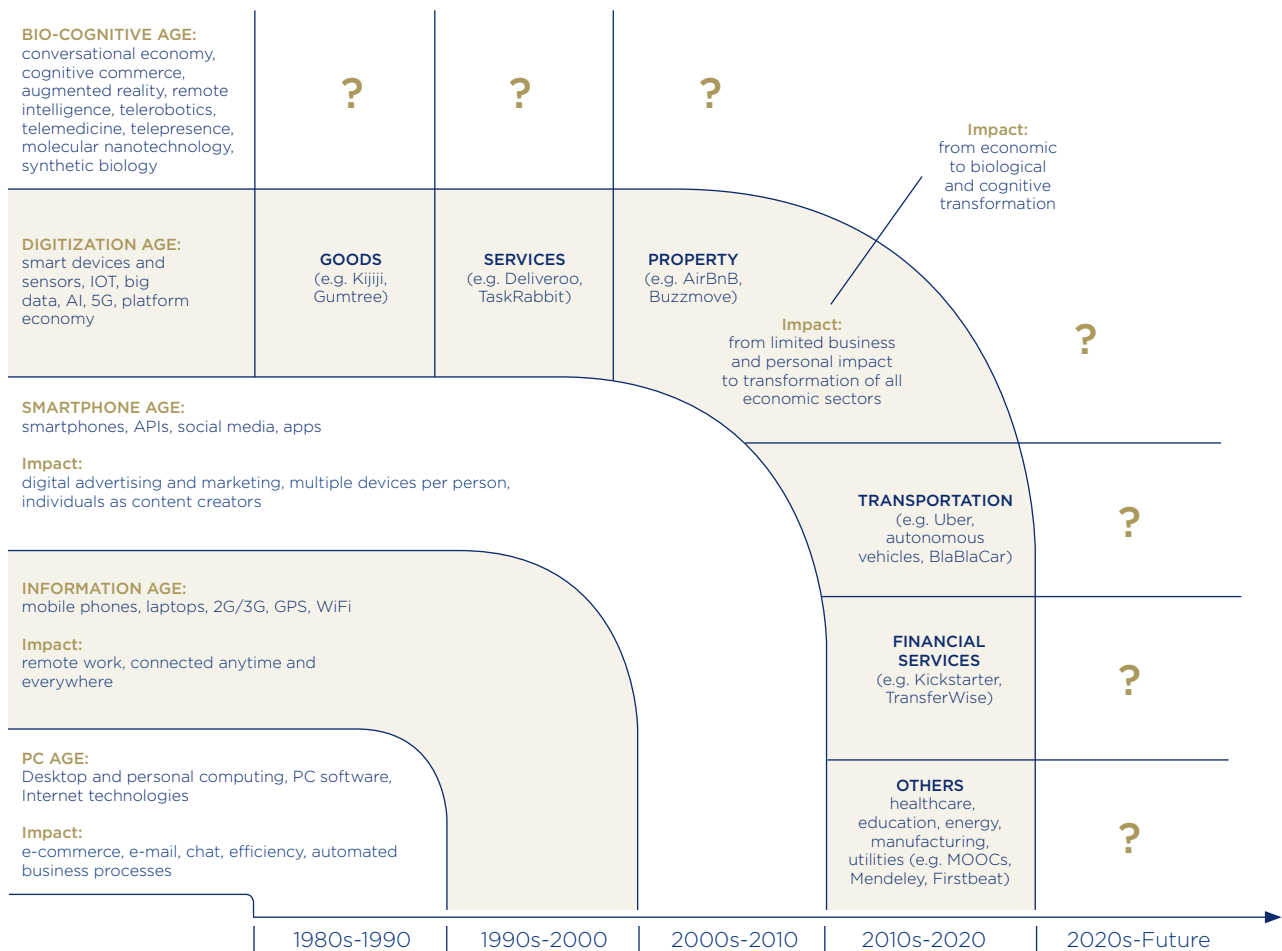 BIO-COGNITIVE AGE:
conversational economy,
cognitive commerce,
augmented reality, remote
intelligence, telerobotics,
telemedicine, telepresence,
molecular nanotechnology,
synthetic biology
?
?
?
Impact:
from economic
to biological
and cognitive
transformation
DIGITIZATION AGE:
smart devices and
sensors, IOT, big
data, AI, 5G, platform
economy
GOODS
(e.g. Kijiji,
Gumtree)
SERVICES
(e.g. Deliveroo,
TaskRabbit)
PROPERTY
(e.g. AirBnB,
Buzzmove)
Impact:
from limited business
and personal impact
to transformation of all
economic sectors
?
SMARTPHONE AGE:
smartphones, APIs, social media, apps
Impact:
digital advertising and marketing, multiple devices per person,
individuals as content creators
TRANSPORTATION
(e.g. Uber,
autonomous
vehicles, BlaBlaCar)
?
INFORMATION AGE:
mobile phones, laptops, 2G/3G, GPS, WiFi
Impact:
remote work, connected anytime and
everywhere
FINANCIAL
SERVICES
(e.g. Kickstarter,
TransferWise)
?
PC AGE:
Desktop and personal computing, PC software,
Internet technologies
Impact:
e-commerce, e-mail, chat, efficiency, automated
business processes
OTHERS
healthcare,
education, energy,
manufacturing,
utilities (e.g. MOOCs,
Mendeley, Firstbeat)
?
1980s-1990
1990s-2000
2000s-2010
2010s-2020
2020s-Future